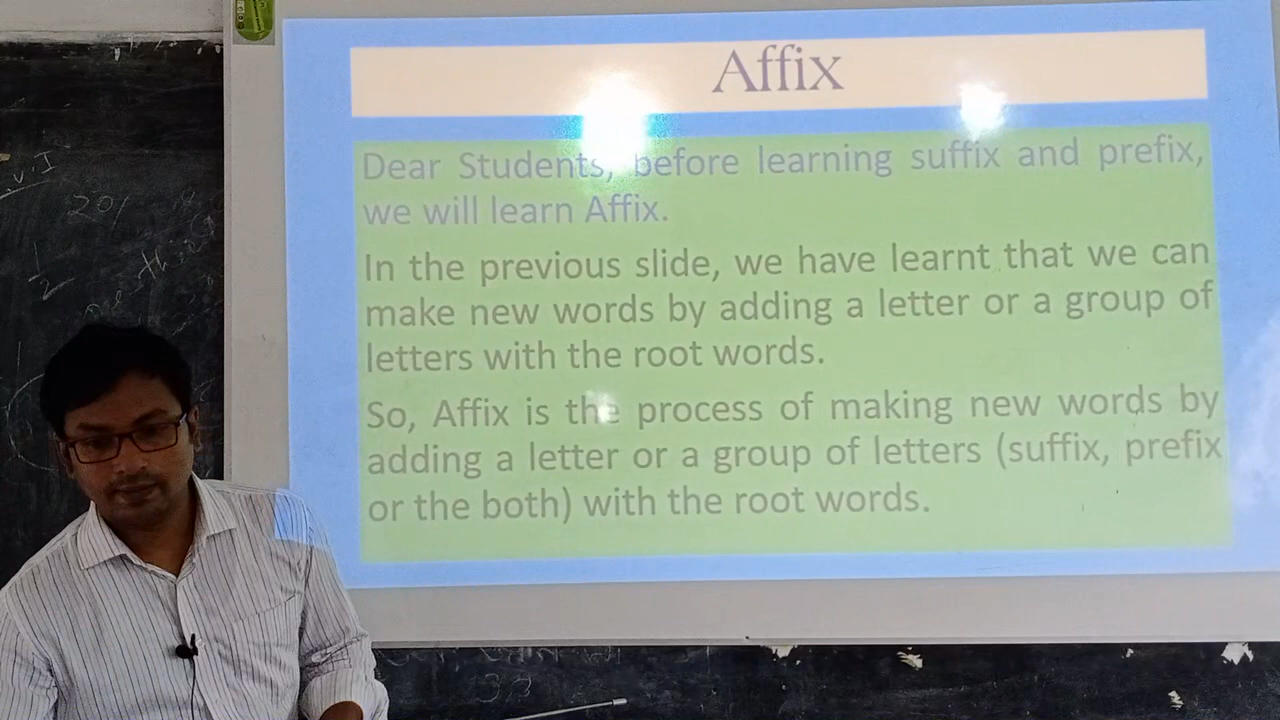 Affix
Dear Students, before learning suffix and prefix,
we will learn Affix.
In the previous slide, we have learnt that we can
make new words by adding a letter or a group of
letters with the root words.
So, Affix is the process of making new words by
adding a letter or a group of letters (suffix, prefix
or the both) with the root words.